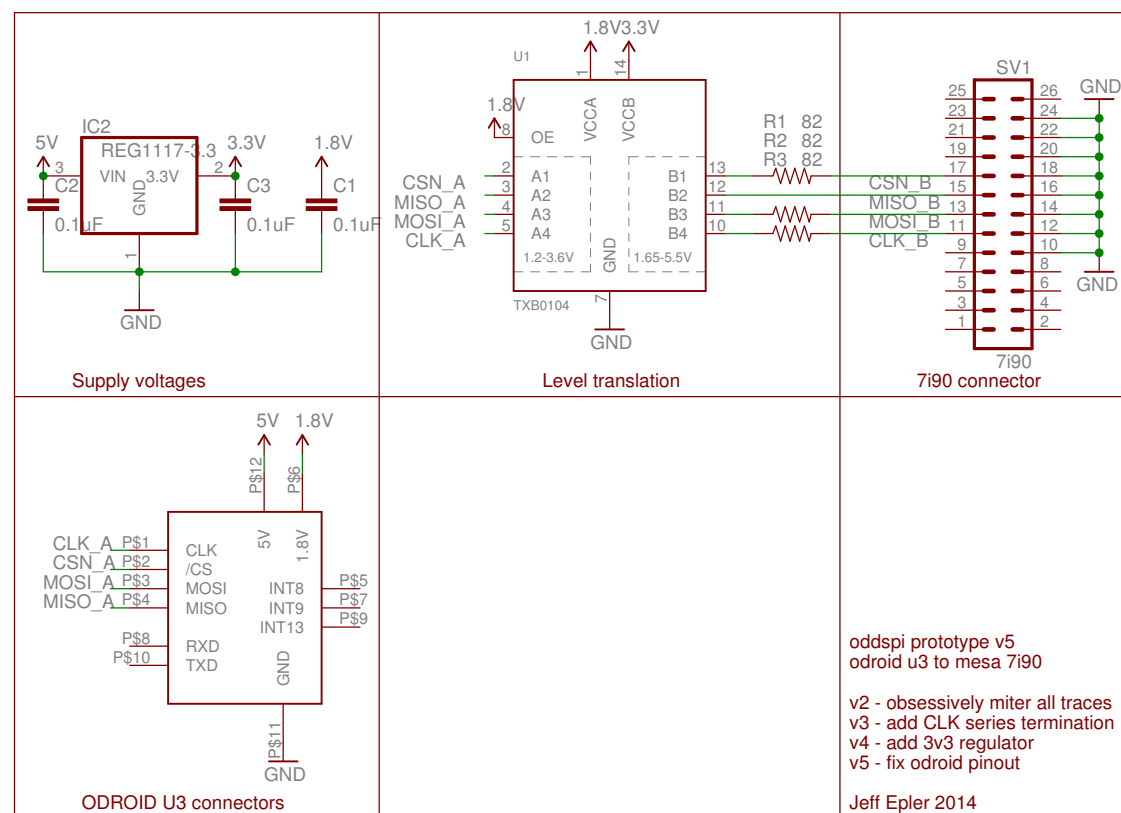 IC2
5V
REG1117-3.3
3.3V
1.8V
3
VIN
3.3V
GND
2
C2
0.1uF
C3
0.1uF
C1
0.1uF
1
GND
Supply voltages
1.8V
3.3V
U1
1
14
VCCA
VCCB
1.8V
8
OE
CSN_A
2
A1
MISO_A
3
A2
MOSI_A
4
A3
CLK_A
5
A4
B1
13
B2
12
B3
11
B4
10
1.2-3.6V
GND
1.65-5.5V
TXB0104
7
GND
R1 82
R2 82
R3 82
Level translation
SV1
GND
25
26
23
24
21
22
19
20
17
18
CSN_B
15
16
MISO_B
13
14
MOSI_B
11
12
CLK_B
9
10
7
8
5
6
3
4
1
2
GND
7i90
7i90 connector
5V
1.8V
P$12
P$6
5V
1.8V
CLK_A
P$1
CLK
CSN_A
P$2
/CS
MOSI_A
P$3
MOSI
MISO_A
P$4
MISO
INT8
P$5
INT9
P$7
INT13
P$9
P$8
RXD
P$10
TXD
GND
P$11
GND
ODROID U3 connectors
oddspi prototype v5
odroid u3 to mesa 7i90
v2 - obsessively miter all traces
v3 - add CLK series termination
v4 - add 3v3 regulator
v5 - fix odroid pinout
Jeff Epler 2014